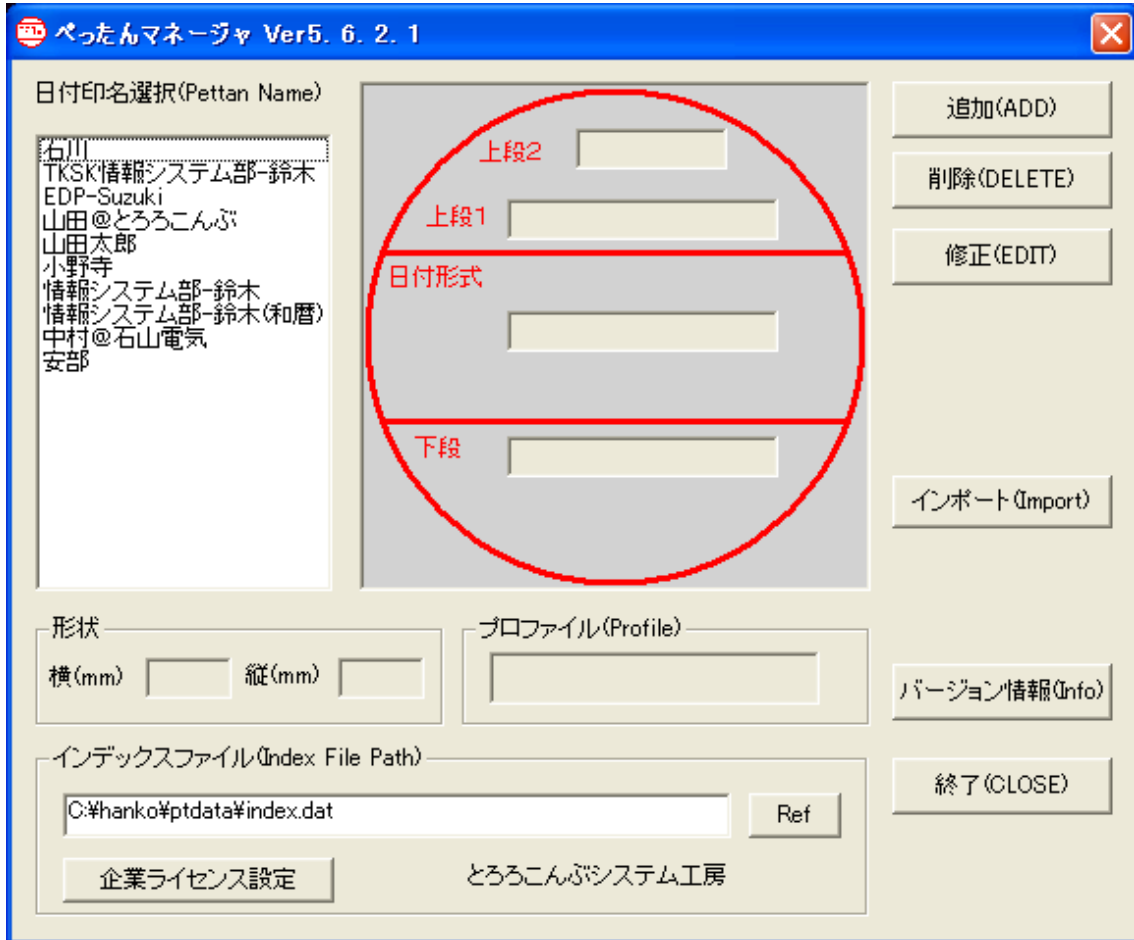 ぺったんマネージャ Ver5. 6. 2. 1
日付印名選択(Pettan Name)
石川
TKSK情報システム部-鈴木
EDP-Suzuki
山田@とろろこんぶ
山田太郎
小野寺
情報システム部-鈴木
情報システム部-鈴木(和暦)
中村@石山電気
安部
上段2
上段1
日付形式
下段
追加(ADD)
削除(DELETE)
修正(EDIT)
インポート(Import)
形状
横(mm)
縦(mm)
プロファイル(Profile)
バージョン情報(Info)
インデックスファイル(Index File Path)
C:¥hanko¥ptdata¥index.dat
Ref
終了(CLOSE)
企業ライセンス設定
とろろこんぶシステム工房